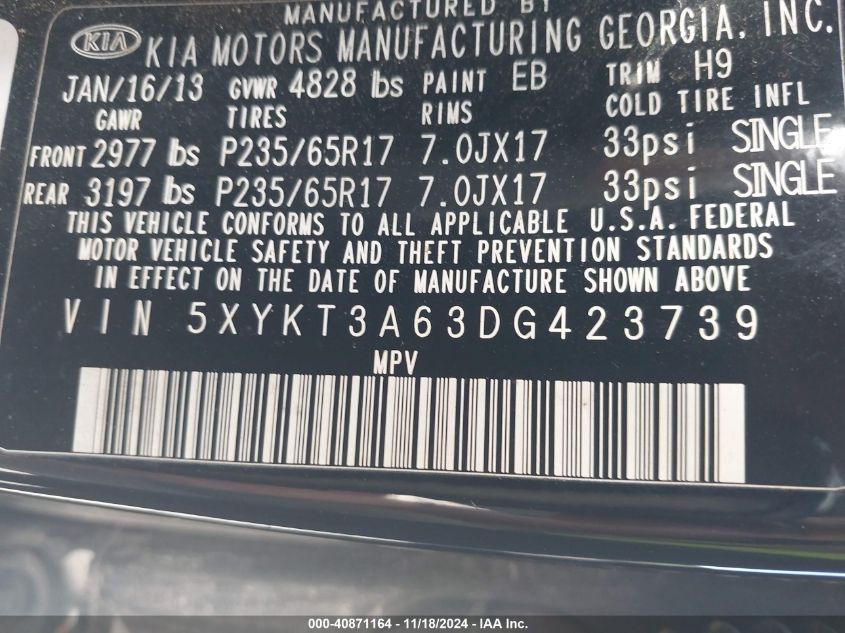 MANUFACTURED BY
KIA KIA MOTORS MANUFACTURING GEORGIA, INC.
JAN/16/13 GVWR 4828 lbs PAINT EB TRIM H9
GAWR TIRES RIMS COLD TIRE INFL
FRONT 2977 lbs P235/65R17 7.0JX17 33psi SINGLE
REAR 3197 lbs P235/65R17 7.0JX17 33psi SINGLE
THIS VEHICLE CONFORMS TO ALL APPLICABLE U.S.A. FEDERAL
MOTOR VEHICLE SAFETY AND THEFT PREVENTION STANDARDS
IN EFFECT ON THE DATE OF MANUFACTURE SHOWN ABOVE
VIN 5XYKT3A63DG423739
MPV
000-40871164 - 11/18/2024 - IAA Inc.